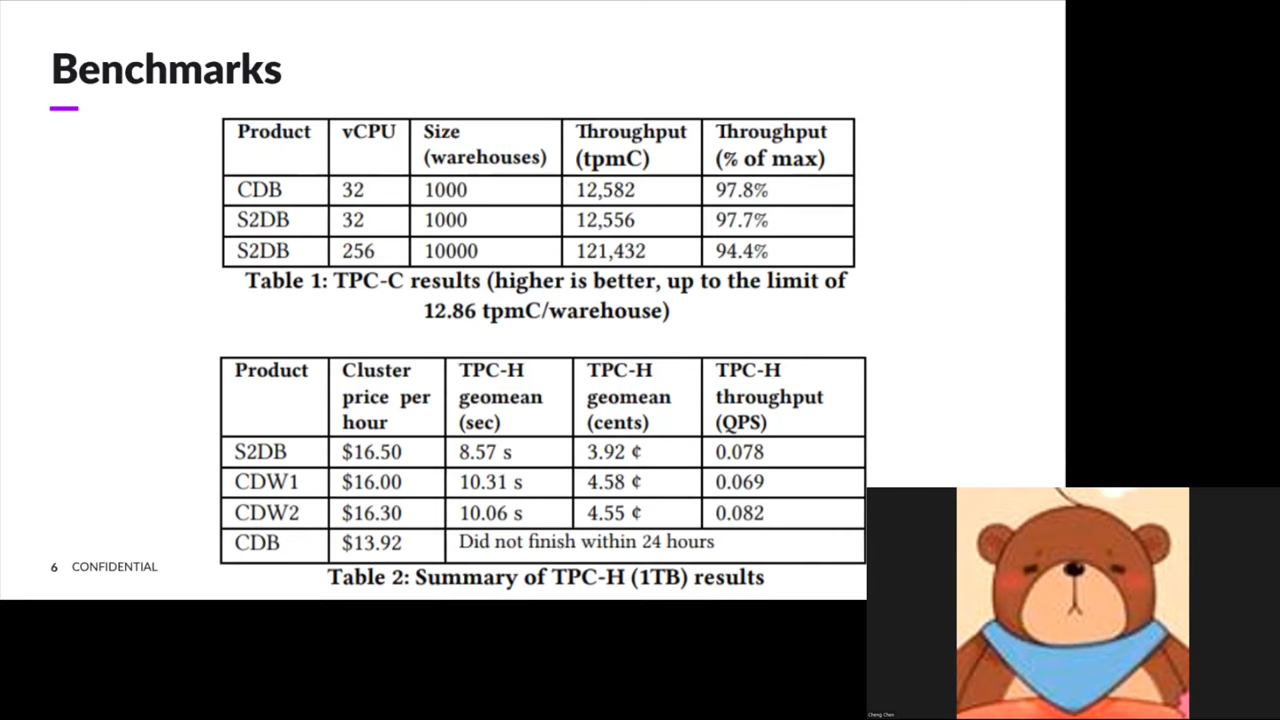 Benchmarks
Product vCPU Size (warehouses) Throughput (tpmC) Throughput (% of max)
CDB 32 1000 12,582 97.8%
S2DB 32 1000 12,556 97.7%
S2DB 256 10000 121,432 94.4%
Table 1: TPC-C results (higher is better, up to the limit of
12.86 tpmC/warehouse)
Product Cluster price per hour TPC-H geomean (sec) TPC-H geomean (cents) TPC-H throughput (QPS)
S2DB $16.50 8.57 s 3.92 ¢ 0.078
CDW1 $16.00 10.31 s 4.58 ¢ 0.069
CDW2 $16.30 10.06 s 4.55 ¢ 0.082
CDB $13.92 Did not finish within 24 hours
Table 2: Summary of TPC-H (1TB) results
6 CONFIDENTIAL
Cheng Chen